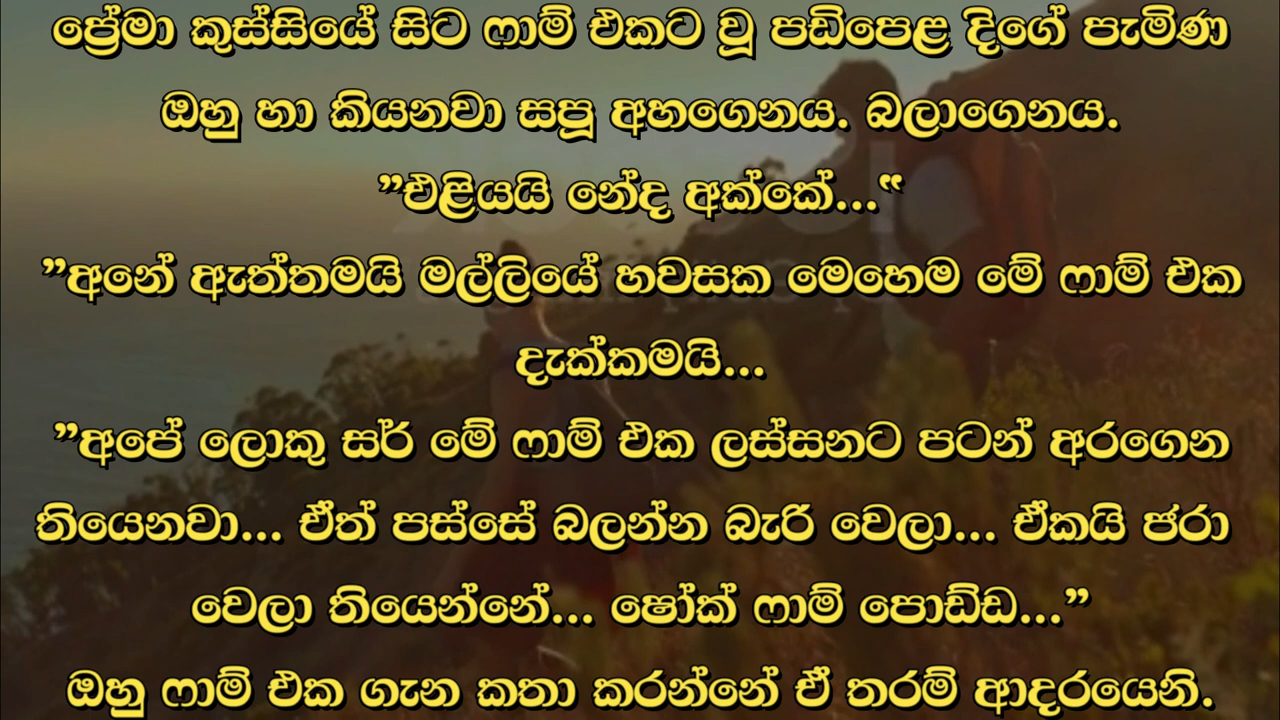 ප්‍රේමා කුස්සියේ සිට ෆාම් එකට වූ පඩිපෙළ දිගේ පැමිණ
ඔහු හා කියනවා සපූ අහගෙනය. බලාගෙනය.
”එළියයි නේද අක්කේ...“
”අනේ ඇත්තමයි මල්ලියේ හවසක මෙහෙම මේ ෆාම් එක
දැක්කමයි...
”අපේ ලොකු සර් මේ ෆාම් එක ලස්සනට පටන් අරගෙන
තියෙනවා... ඒත් පස්සේ බලන්න බැරි වෙලා... ඒකයි ජරා
වෙලා තියෙන්නේ... ෂෝක් ෆාම් පොඩ්ඩ...”
ඔහු ෆාම් එක ගැන කතා කරන්නේ ඒ තරම් ආදරයෙනි.